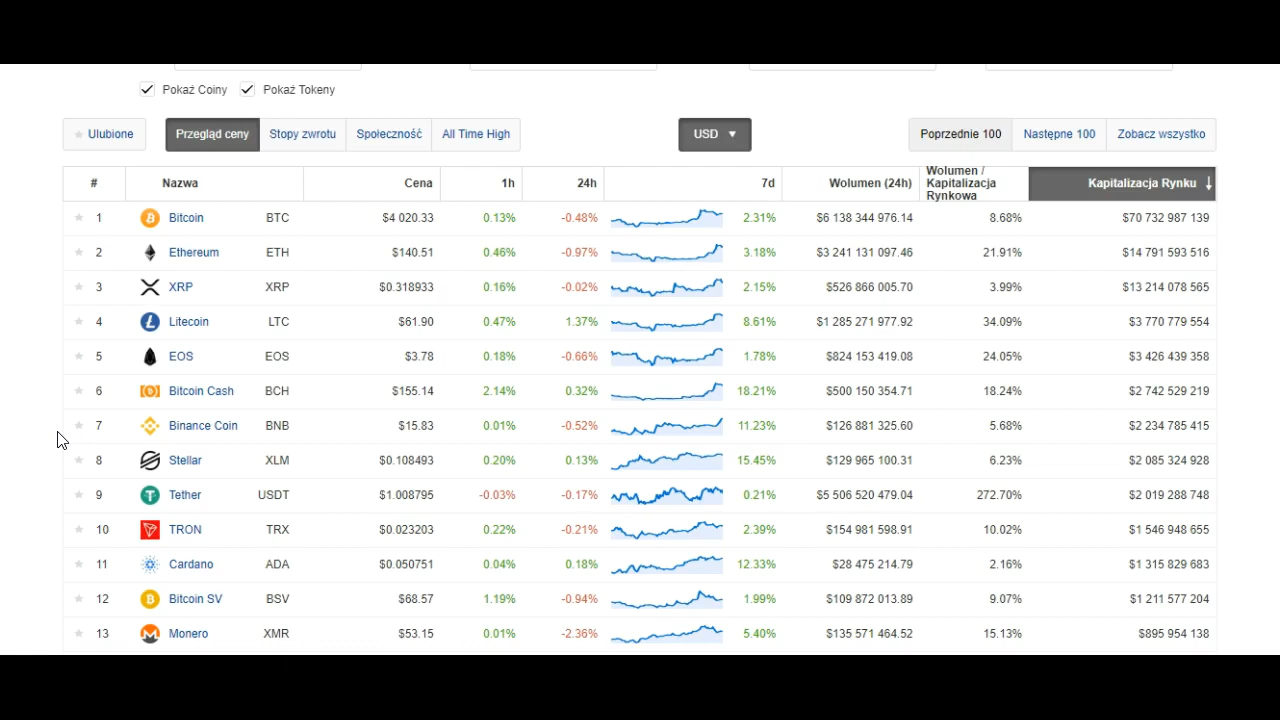 Pokaż Coiny Pokaż Tokeny
Ulubione Przegląd ceny Stopy zwrotu Społeczność All Time High USD Poprzednie 100 Następne 100 Zobacz wszystko
# Nazwa Cena 1h 24h 7d Wolumen (24h) Wolumen / Kapitalizacja Rynkowa Kapitalizacja Rynku
1 Bitcoin BTC $4 020.33 0.13% -0.48% 2.31% $6 138 344 976.14 8.68% $70 732 987 139
2 Ethereum ETH $140.51 0.46% -0.97% 3.18% $3 241 131 097.46 21.91% $14 791 593 516
3 XRP XRP $0.318933 0.16% -0.02% 2.15% $526 866 005.70 3.99% $13 214 078 565
4 Litecoin LTC $61.90 0.47% 1.37% 8.61% $1 285 271 977.92 34.09% $3 770 779 554
5 EOS EOS $3.78 0.18% -0.66% 1.78% $824 153 419.08 24.05% $3 426 439 358
6 Bitcoin Cash BCH $155.14 2.14% 0.32% 18.21% $500 150 354.71 18.24% $2 742 529 219
7 Binance Coin BNB $15.83 0.01% -0.52% 11.23% $126 881 325.60 5.68% $2 234 785 415
8 Stellar XLM $0.108493 0.20% 0.13% 15.45% $129 965 100.31 6.23% $2 085 324 928
9 Tether USDT $1.008795 -0.03% -0.17% 0.21% $5 506 520 479.04 272.70% $2 019 288 748
10 TRON TRX $0.023203 0.22% -0.21% 2.39% $154 981 598.91 10.02% $1 546 948 655
11 Cardano ADA $0.050751 0.04% 0.18% 12.33% $28 475 214.79 2.16% $1 315 829 683
12 Bitcoin SV BSV $68.57 1.19% -0.94% 1.99% $109 872 013.89 9.07% $1 211 577 204
13 Monero XMR $53.15 0.01% -2.36% 5.40% $135 571 464.52 15.13% $895 954 138